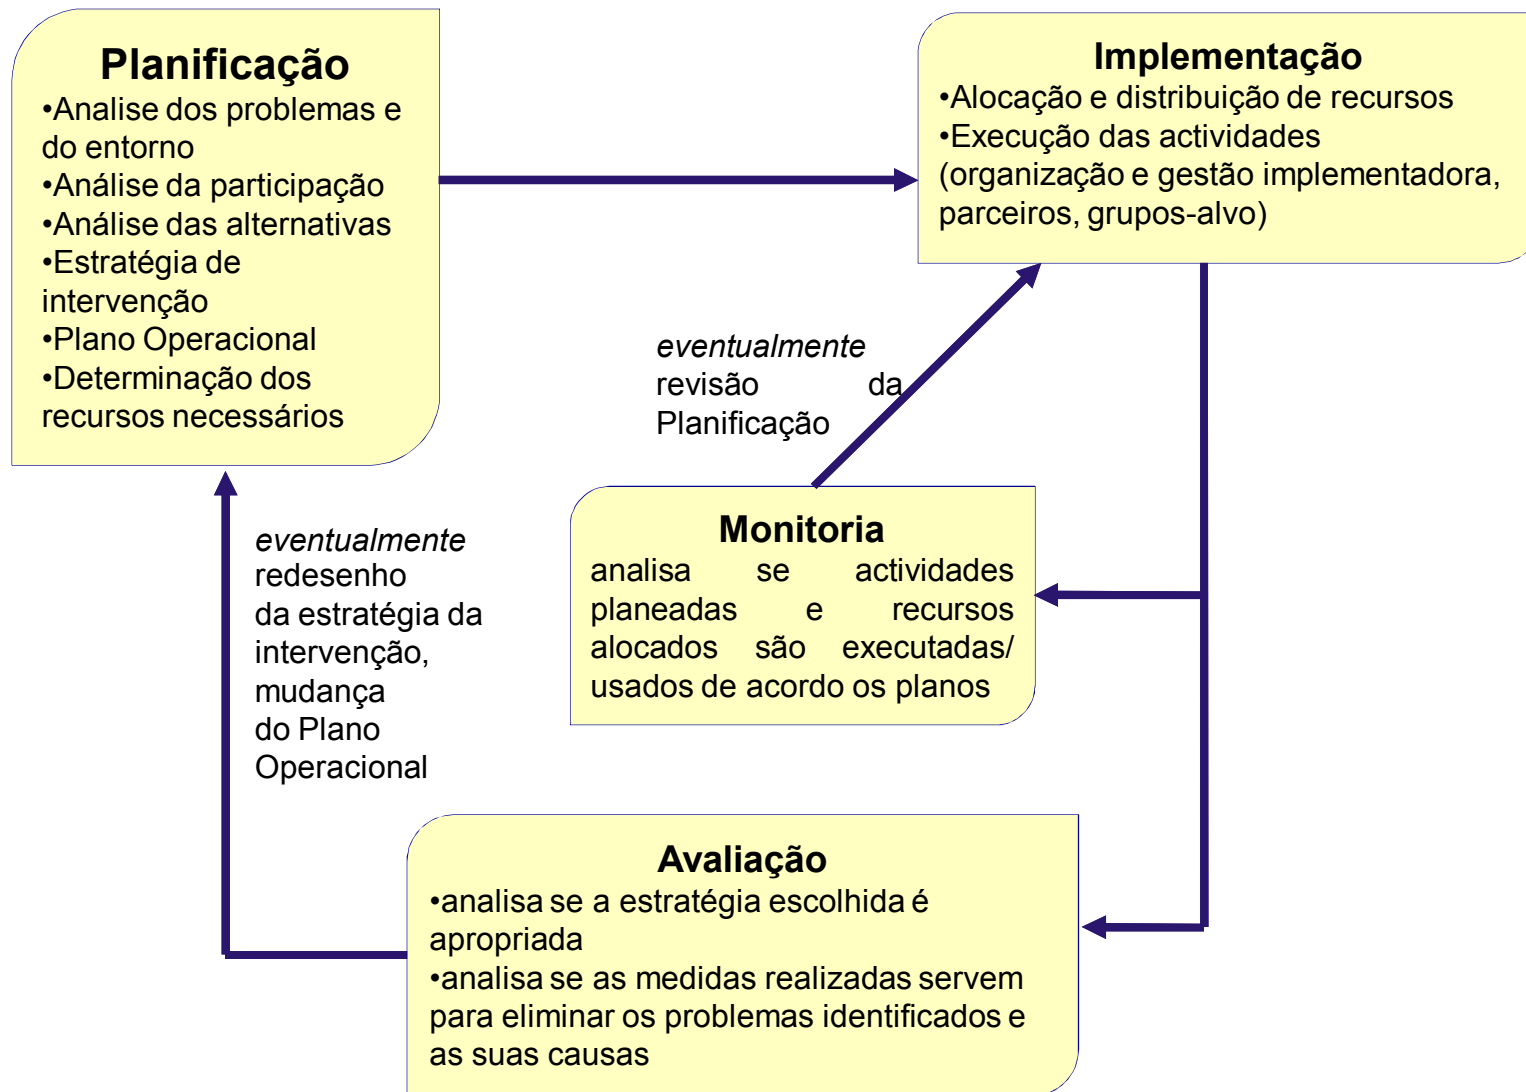 Planificação
•Analise dos problemas e
do entorno
•Análise da participação
•Análise das alternativas
•Estratégia de
intervenção
•Plano Operacional
•Determinação dos
recursos necessários
Implementação
•Alocação e distribuição de recursos
•Execução das actividades
(organização e gestão implementadora,
parceiros, grupos-alvo)
eventualmente
revisão da
Planificação
Monitoria
analisa se actividades
planeadas e recursos
alocados são executadas/
usados de acordo os planos
eventualmente
redesenho
da estratégia da
intervenção,
mudança
do Plano
Operacional
Avaliação
•analisa se a estratégia escolhida é
apropriada
•analisa se as medidas realizadas servem
para eliminar os problemas identificados e
as suas causas